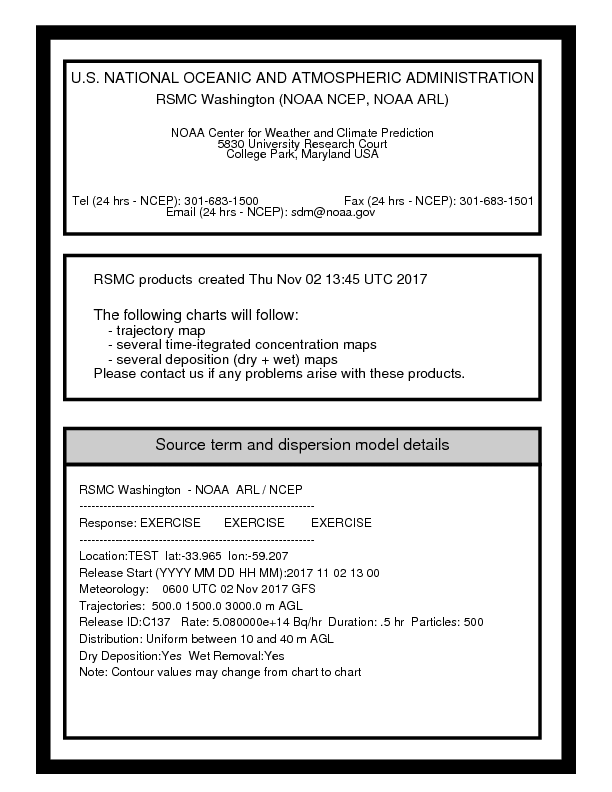 U.S. NATIONAL OCEANIC AND ATMOSPHERIC ADMINISTRATION
RSMC Washington (NOAA NCEP, NOAA ARL)
NOAA Center for Weather and Climate Prediction
5830 University Research Court
College Park, Maryland USA
Tel (24 hrs - NCEP): 301-683-1500 Fax (24 hrs - NCEP): 301-683-1501
Email (24 hrs - NCEP): sdm@noaa.gov
RSMC products created Thu Nov 02 13:45 UTC 2017
The following charts will follow:
- trajectory map
- several time-itegrated concentration maps
- several deposition (dry + wet) maps
Please contact us if any problems arise with these products.
Source term and dispersion model details
RSMC Washington - NOAA ARL / NCEP
-----------------------------------------------------------
Response: EXERCISE EXERCISE EXERCISE
-----------------------------------------------------------
Location:TEST lat:-33.965 lon:-59.207
Release Start (YYYY MM DD HH MM):2017 11 02 13 00
Meteorology: 0600 UTC 02 Nov 2017 GFS
Trajectories: 500.0 1500.0 3000.0 m AGL
Release ID:C137 Rate: 5.080000e+14 Bq/hr Duration: .5 hr Particles: 500
Distribution: Uniform between 10 and 40 m AGL
Dry Deposition:Yes Wet Removal:Yes
Note: Contour values may change from chart to chart